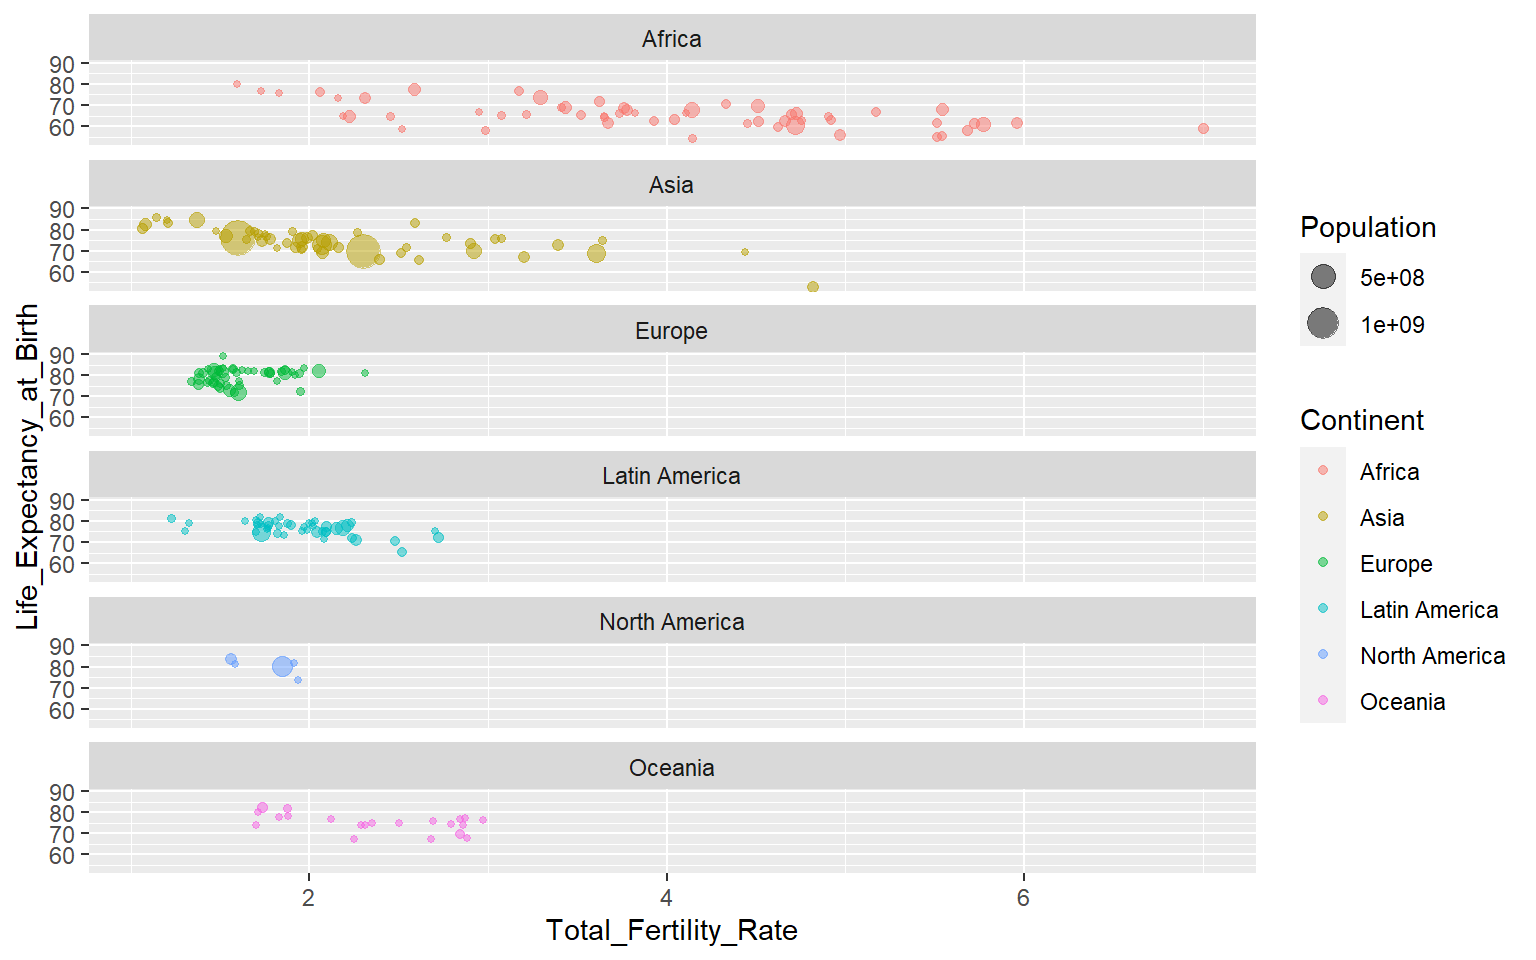 Africa
90
80
70
60
Asia
90
80
70
60
Europe
90
80
70
60
Latin America
90
80
70
60
North America
90
80
70
60
Oceania
90
80
70
60
2
4
6
Total_Fertility_Rate
Life_Expectancy_at_Birth
Population
5e+08
1e+09
Continent
Africa
Asia
Europe
Latin America
North America
Oceania